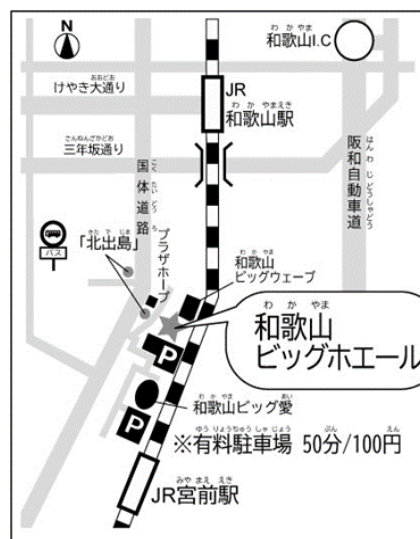 N
わかやま
和歌山I.C
おおどお
けやき大通り
JR
わかやまえき
和歌山駅
さんねんざかどお
三年坂通り
こくたいどうろ
国体道路
はんわじどうしゃどう
阪和自動車道
バス
きたでじま
「北出島」
プラザホープ
わかやま
和歌山
ビッグウェーブ
わかやま
和歌山
ビッグホエール
P
わかやま あい
和歌山ビッグ愛
P
ゆうりょうちゅうしゃじょう ぷん えん
※有料駐車場 50分/100円
みやまええき
JR宮前駅